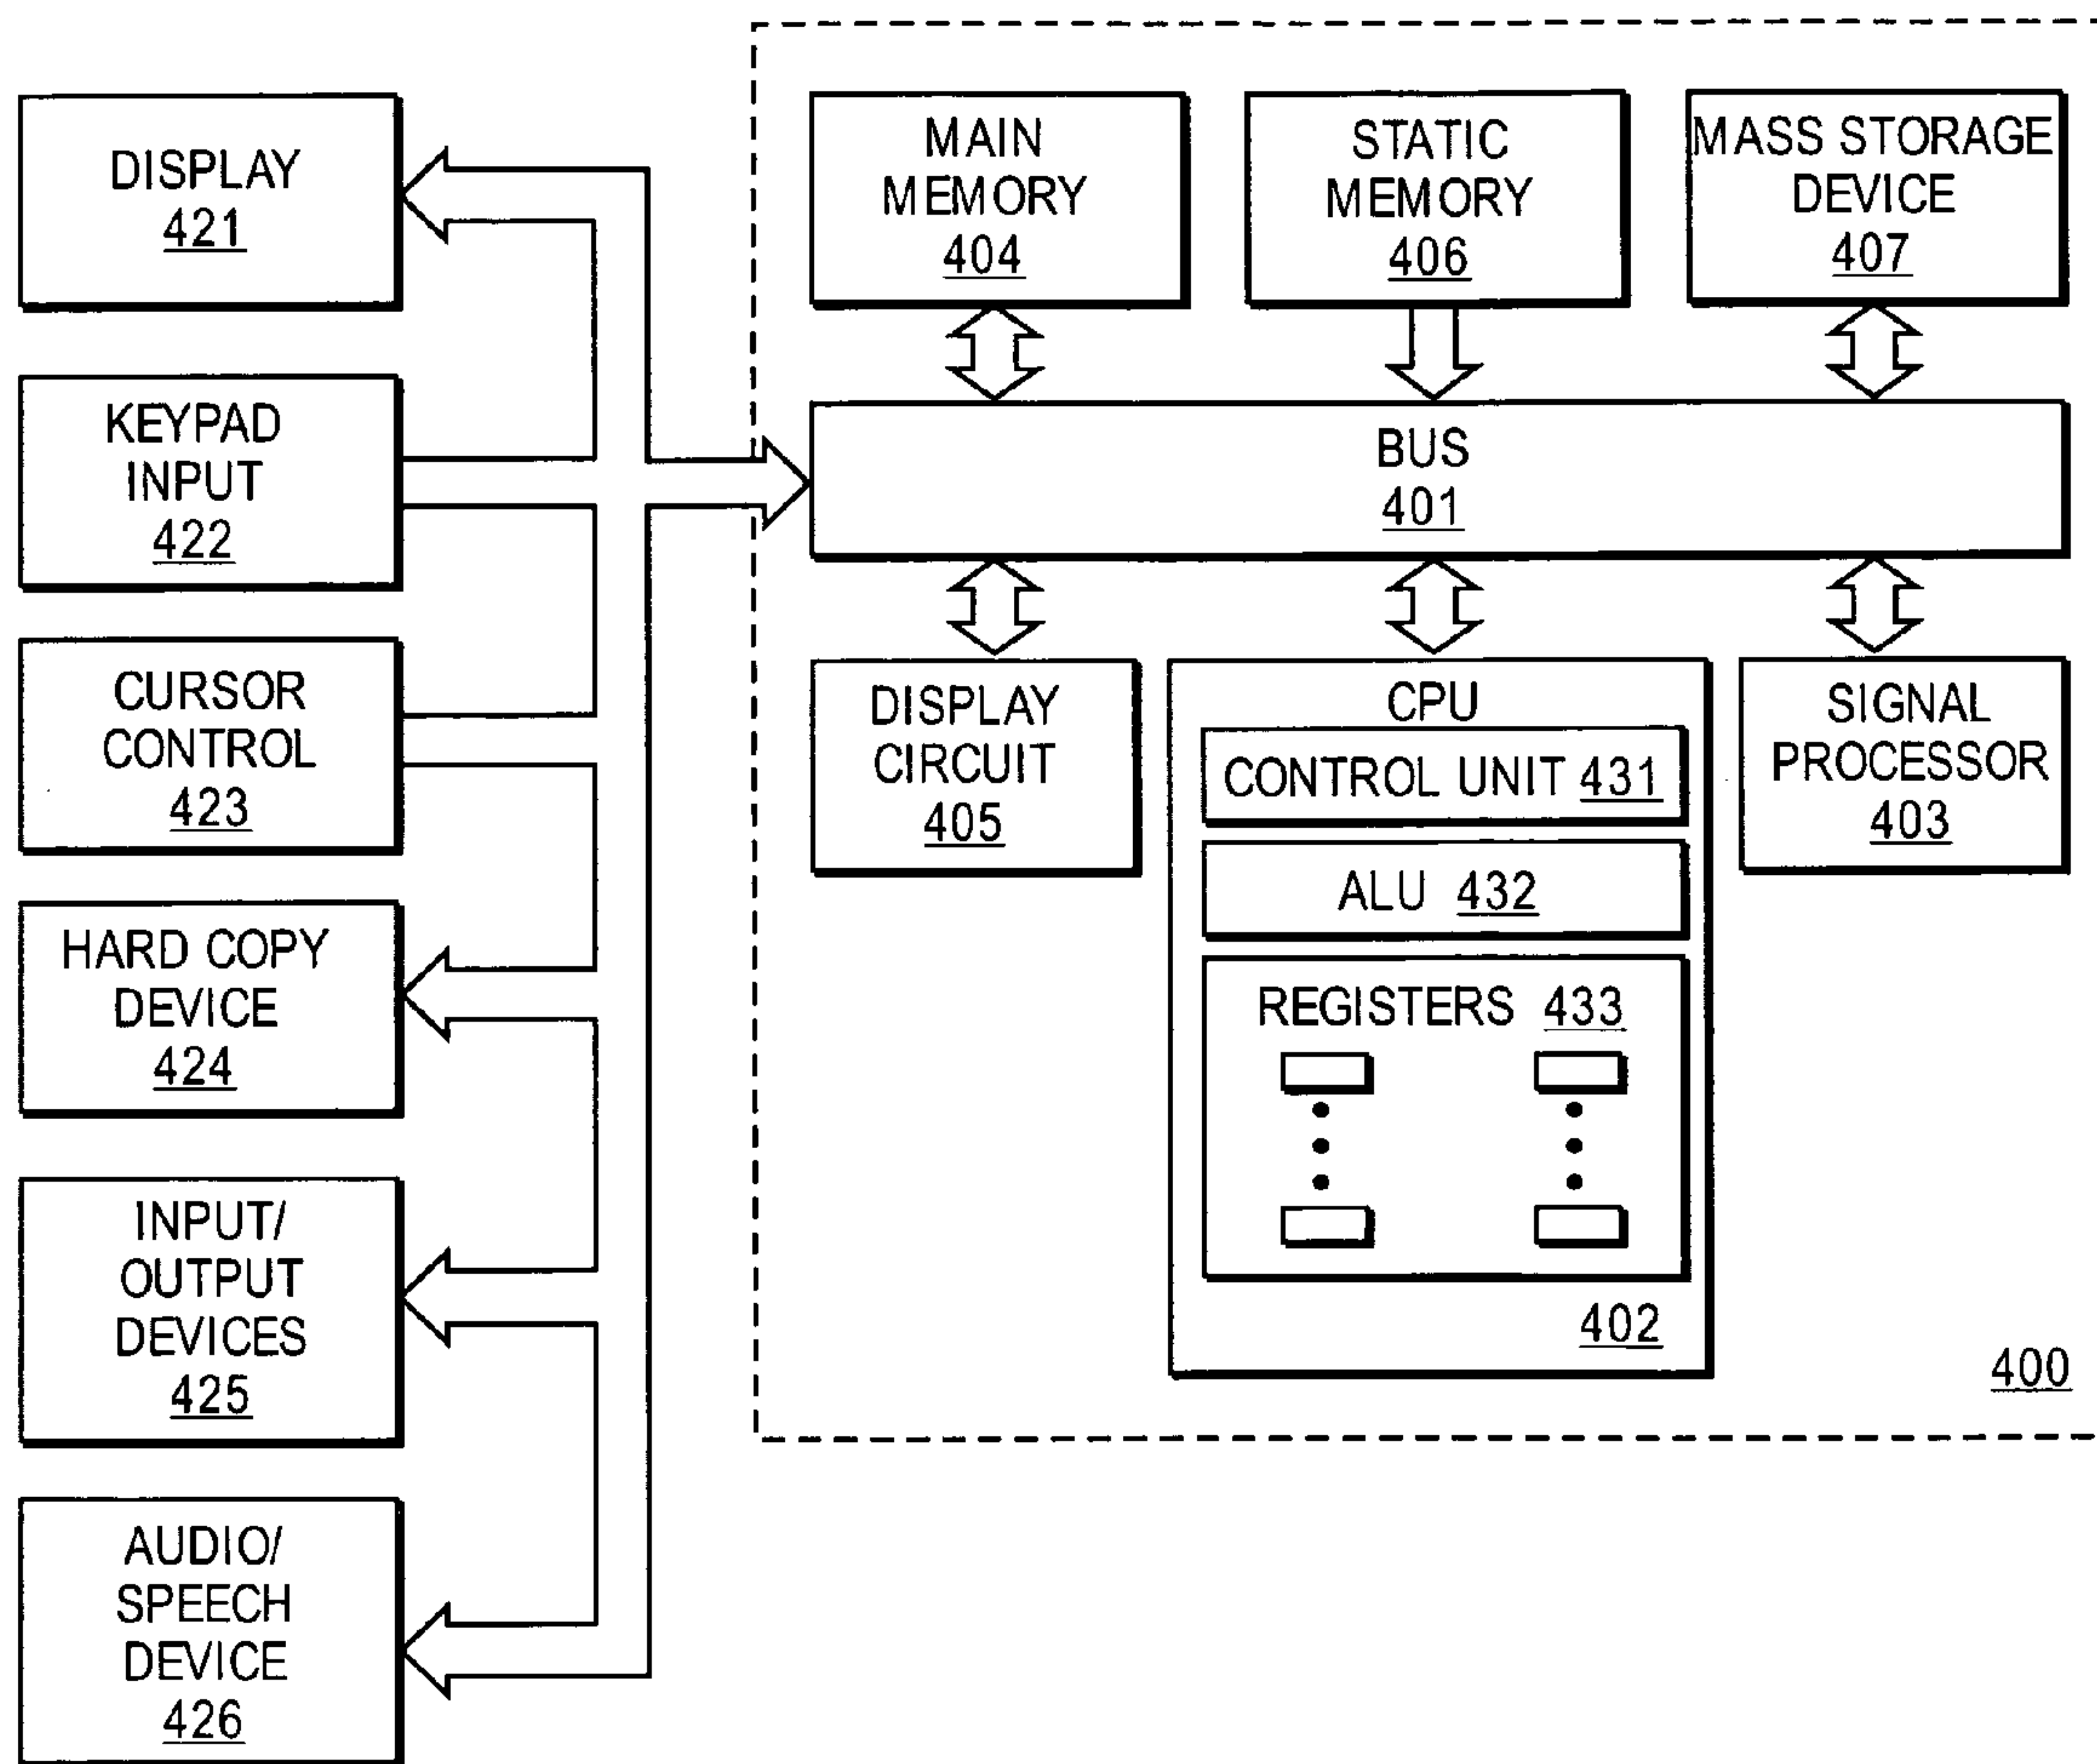 DISPLAY
421
KEYPAD
INPUT
422
CURSOR
CONTROL
423
HARD COPY
DEVICE
424
INPUT/
OUTPUT
DEVICES
425
AUDIO/
SPEECH
DEVICE
426
MAIN
MEMORY
404
STATIC
MEMORY
406
MASS STORAGE
DEVICE
407
BUS
401
DISPLAY
CIRCUIT
405
CPU
CONTROL UNIT 431
ALU 432
REGISTERS 433
402
SIGNAL
PROCESSOR
403
400